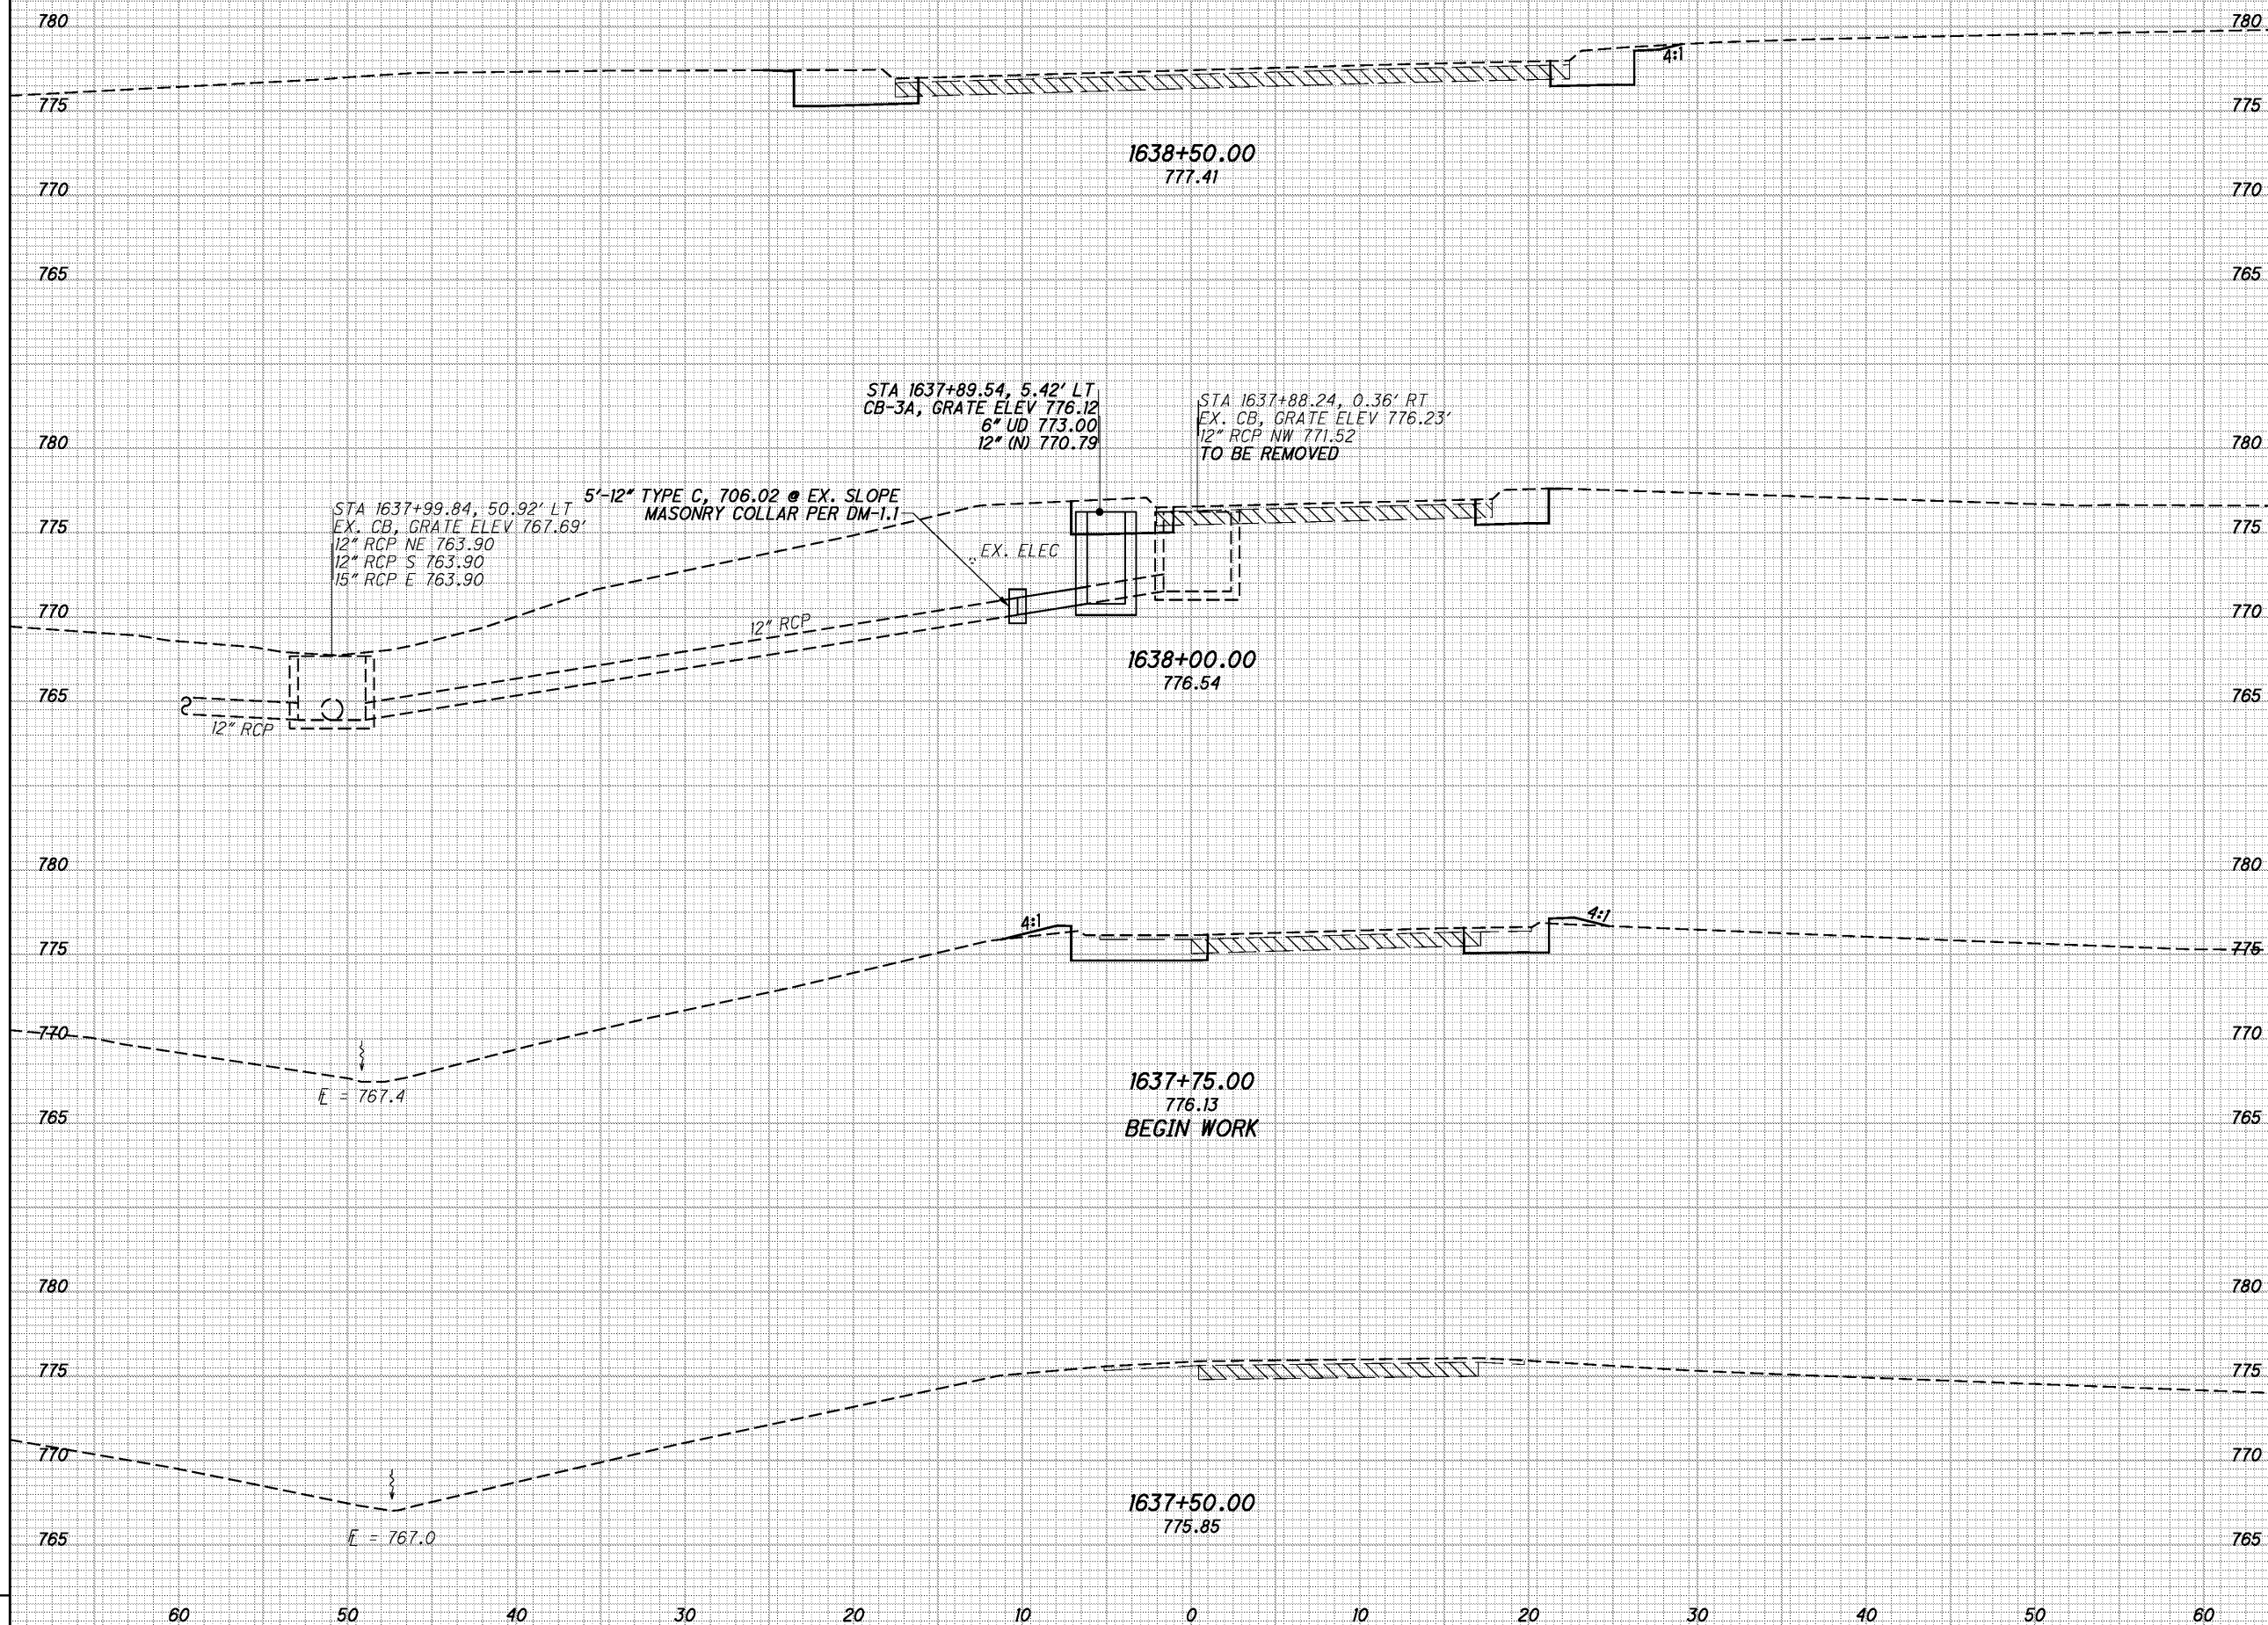 780 780
4:1
775 775
1638+50.00
777.41
770 770
765 765
STA 1637+89.54, 5.42' LT
CB-3A, GRATE ELEV 776.12
6" UD 773.00
12" (N) 770.79
STA 1637+88.24, 0.36' RT
EX. CB, GRATE ELEV 776.23'
12" RCP NW 771.52
TO BE REMOVED
780 780
5'-12" TYPE C, 706.02 @ EX. SLOPE
MASONRY COLLAR PER DM-1.1
STA 1637+99.84, 50.92' LT
EX. CB, GRATE ELEV 767.69'
12" RCP NE 763.90
12" RCP S 763.90
15" RCP E 763.90
775 775
EX. ELEC
770 770
12" RCP
1638+00.00
776.54
765 765
12" RCP
780 780
4:1 4:1
775 775
770 770
1637+75.00
776.13
BEGIN WORK
FL = 767.4
765 765
780 780
775 775
770 770
1637+50.00
775.85
FL = 767.0
765 765
60 50 40 30 20 10 0 10 20 30 40 50 60